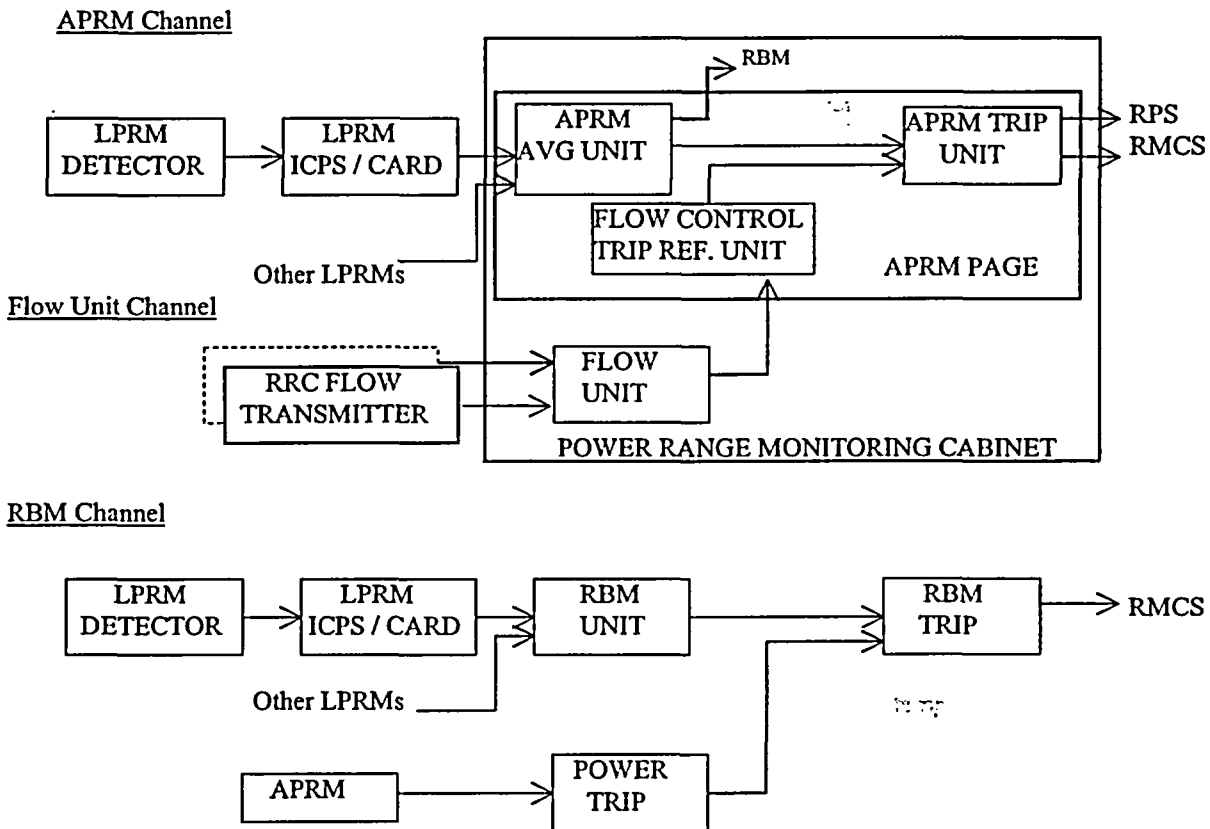 APRM Channel
RBM
LPRM
DETECTOR
LPRM
ICPS / CARD
APRM
AVG UNIT
APRM TRIP
UNIT
RPS
RMCS
FLOW CONTROL
TRIP REF. UNIT
Other LPRMs
APRM PAGE
Flow Unit Channel
RRC FLOW
TRANSMITTER
FLOW
UNIT
POWER RANGE MONITORING CABINET
RBM Channel
LPRM
DETECTOR
LPRM
ICPS / CARD
RBM
UNIT
RBM
TRIP
RMCS
Other LPRMs
APRM
POWER
TRIP